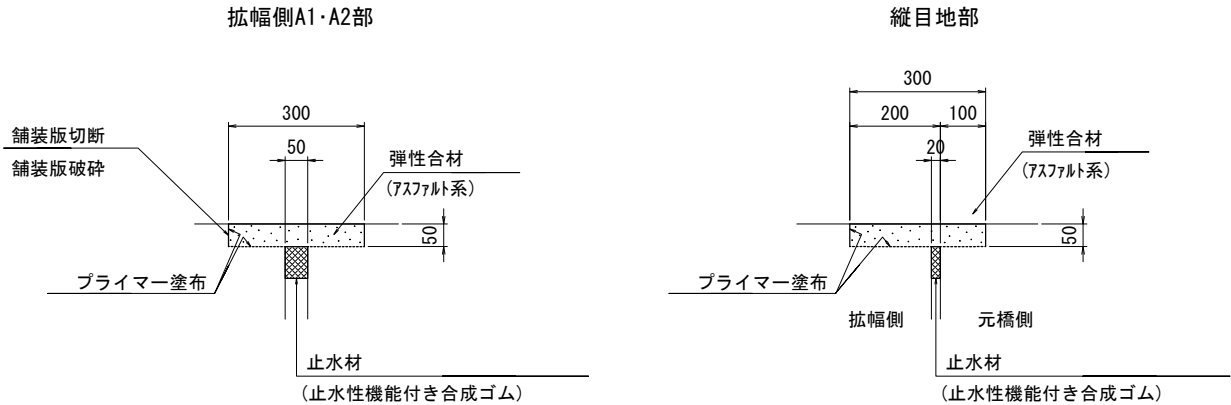 拡幅側A1・A2部
300
50
舗装版切断
舗装版破砕
弾性合材
(アスファルト系)
50
プライマー塗布
止水材
(止水性機能付き合成ゴム)
縦目地部
300
200
100
20
弾性合材
(アスファルト系)
50
プライマー塗布
拡幅側
元橋側
止水材
(止水性機能付き合成ゴム)